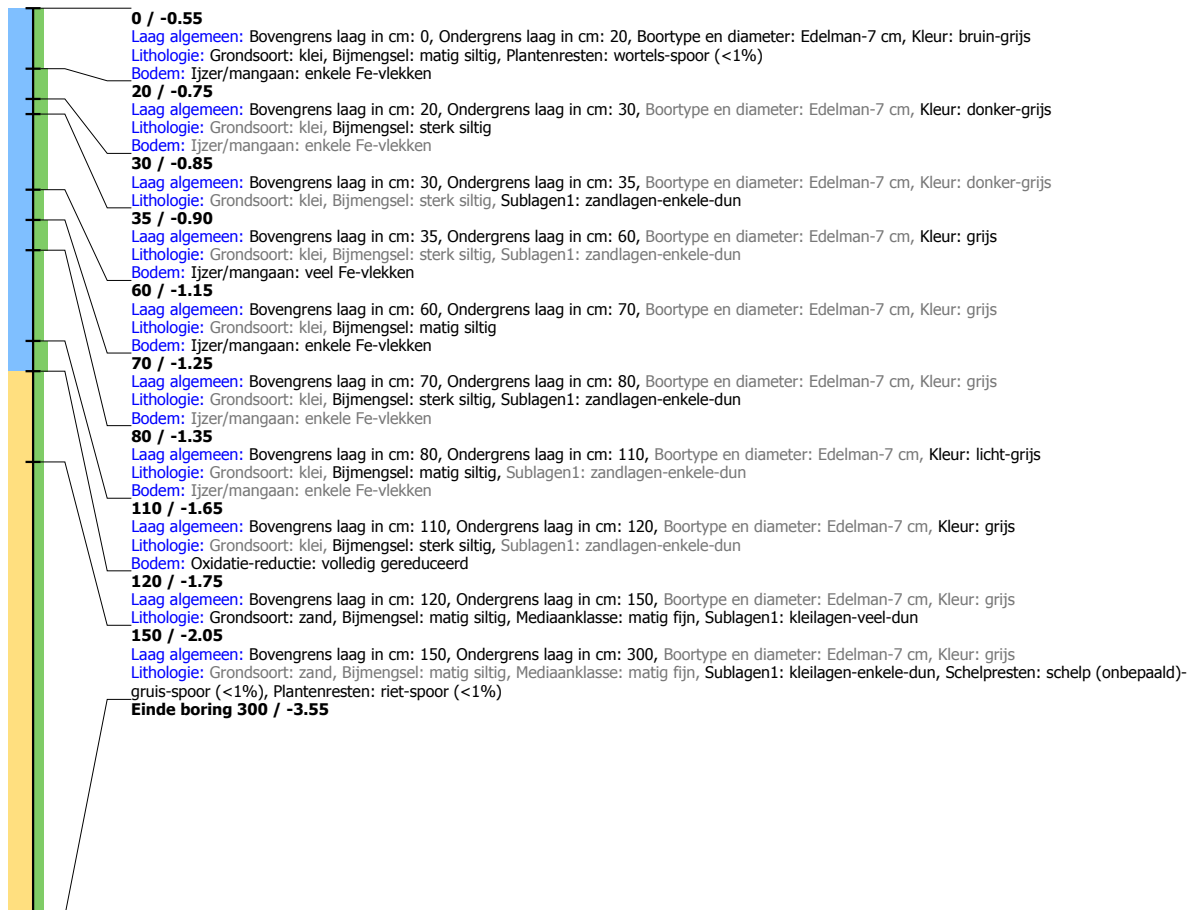 0 / -0.55
Laag algemeen: Bovengrens laag in cm: 0, Ondergrens laag in cm: 20, Boortype en diameter: Edelman-7 cm, Kleur: bruin-grijs
Lithologie: Grondsoort: klei, Bijmengsel: matig siltig, Plantenresten: wortels-spoor (<1%)
Bodem: Ijzer/mangaan: enkele Fe-vlekken
20 / -0.75
Laag algemeen: Bovengrens laag in cm: 20, Ondergrens laag in cm: 30, Boortype en diameter: Edelman-7 cm, Kleur: donker-grijs
Lithologie: Grondsoort: klei, Bijmengsel: sterk siltig
Bodem: Ijzer/mangaan: enkele Fe-vlekken
30 / -0.85
Laag algemeen: Bovengrens laag in cm: 30, Ondergrens laag in cm: 35, Boortype en diameter: Edelman-7 cm, Kleur: donker-grijs
Lithologie: Grondsoort: klei, Bijmengsel: sterk siltig, Sublagen1: zandlagen-enkele-dun
35 / -0.90
Laag algemeen: Bovengrens laag in cm: 35, Ondergrens laag in cm: 60, Boortype en diameter: Edelman-7 cm, Kleur: grijs
Lithologie: Grondsoort: klei, Bijmengsel: sterk siltig, Sublagen1: zandlagen-enkele-dun
Bodem: Ijzer/mangaan: veel Fe-vlekken
60 / -1.15
Laag algemeen: Bovengrens laag in cm: 60, Ondergrens laag in cm: 70, Boortype en diameter: Edelman-7 cm, Kleur: grijs
Lithologie: Grondsoort: klei, Bijmengsel: matig siltig
Bodem: Ijzer/mangaan: enkele Fe-vlekken
70 / -1.25
Laag algemeen: Bovengrens laag in cm: 70, Ondergrens laag in cm: 80, Boortype en diameter: Edelman-7 cm, Kleur: grijs
Lithologie: Grondsoort: klei, Bijmengsel: sterk siltig, Sublagen1: zandlagen-enkele-dun
Bodem: Ijzer/mangaan: enkele Fe-vlekken
80 / -1.35
Laag algemeen: Bovengrens laag in cm: 80, Ondergrens laag in cm: 110, Boortype en diameter: Edelman-7 cm, Kleur: licht-grijs
Lithologie: Grondsoort: klei, Bijmengsel: matig siltig, Sublagen1: zandlagen-enkele-dun
Bodem: Ijzer/mangaan: enkele Fe-vlekken
110 / -1.65
Laag algemeen: Bovengrens laag in cm: 110, Ondergrens laag in cm: 120, Boortype en diameter: Edelman-7 cm, Kleur: grijs
Lithologie: Grondsoort: klei, Bijmengsel: sterk siltig, Sublagen1: zandlagen-enkele-dun
Bodem: Oxidatie-reductie: volledig gereduceerd
120 / -1.75
Laag algemeen: Bovengrens laag in cm: 120, Ondergrens laag in cm: 150, Boortype en diameter: Edelman-7 cm, Kleur: grijs
Lithologie: Grondsoort: zand, Bijmengsel: matig siltig, Mediaanklasse: matig fijn, Sublagen1: kleilagen-veel-dun
150 / -2.05
Laag algemeen: Bovengrens laag in cm: 150, Ondergrens laag in cm: 300, Boortype en diameter: Edelman-7 cm, Kleur: grijs
Lithologie: Grondsoort: zand, Bijmengsel: matig siltig, Mediaanklasse: matig fijn, Sublagen1: kleilagen-enkele-dun, Schelpresten: schelp (onbepaald)-
gruis-spoor (<1%), Plantenresten: riet-spoor (<1%)
Einde boring 300 / -3.55